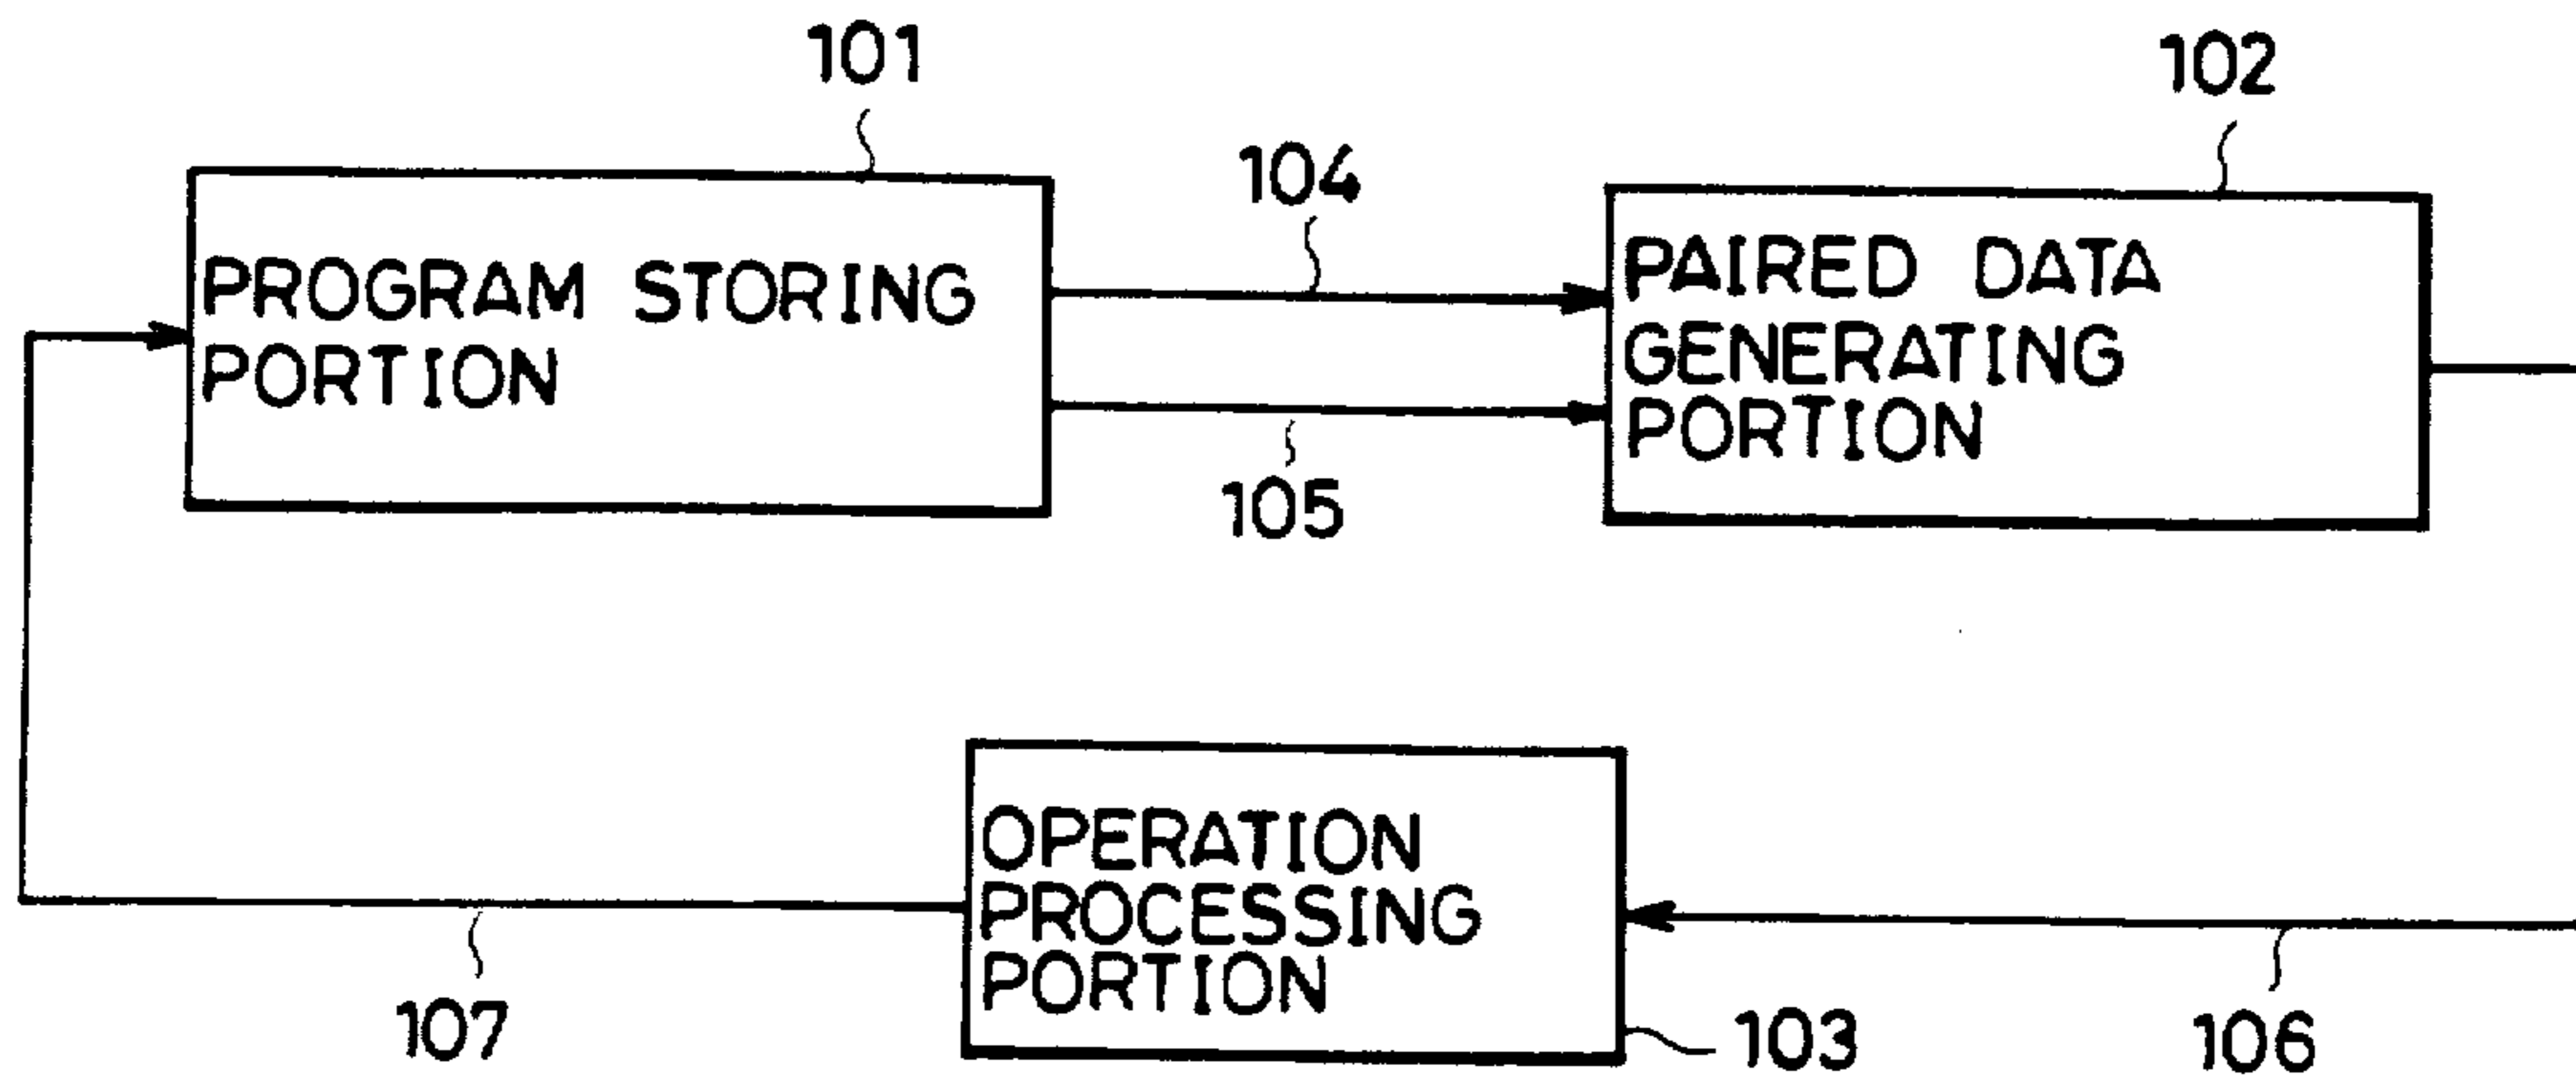 101
102
104
PROGRAM STORING
PORTION
PAIRED DATA
GENERATING
PORTION
105
OPERATION
PROCESSING
PORTION
107
103
106